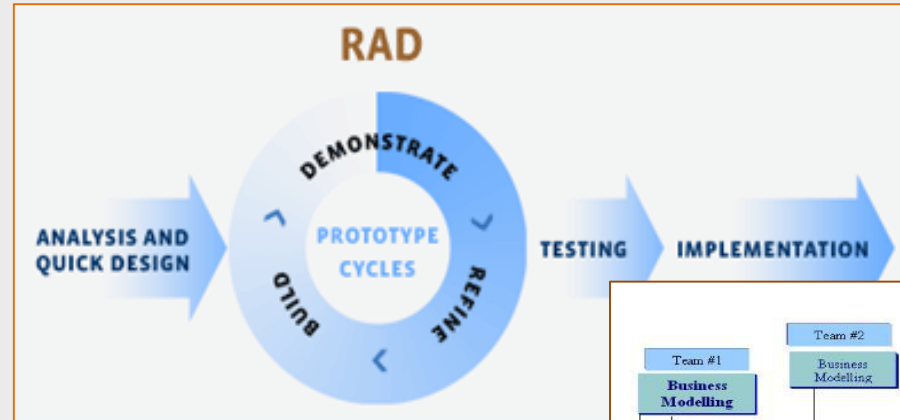 RAD
DEMONSTRATE
PROTOTYPE
CYCLES
REFINE
BUILD
ANALYSIS AND
QUICK DESIGN
TESTING
IMPLEMENTATION
Team #1
Business
Modelling
Team #2
Business
Modelling